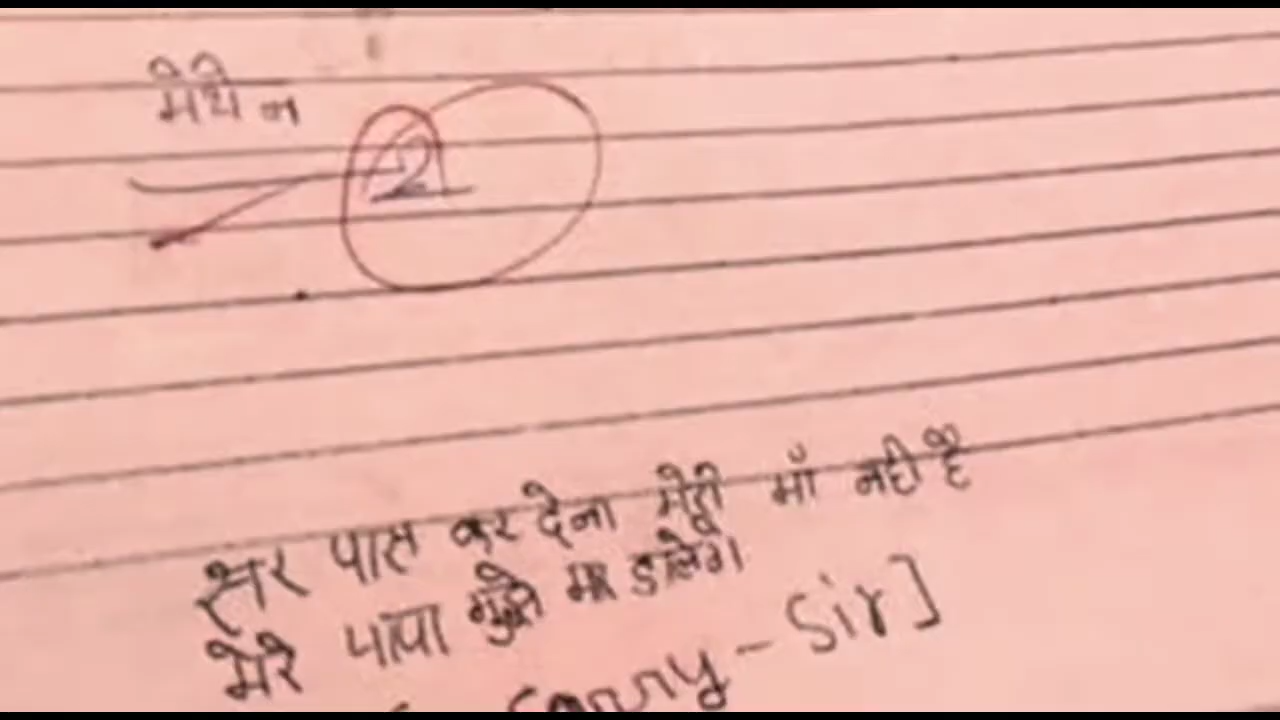 मेथेन
2
सर पास कर देना मेरी माँ नही है
मेरे पापा मुझे मार डालेगे
Sorry - Sir]